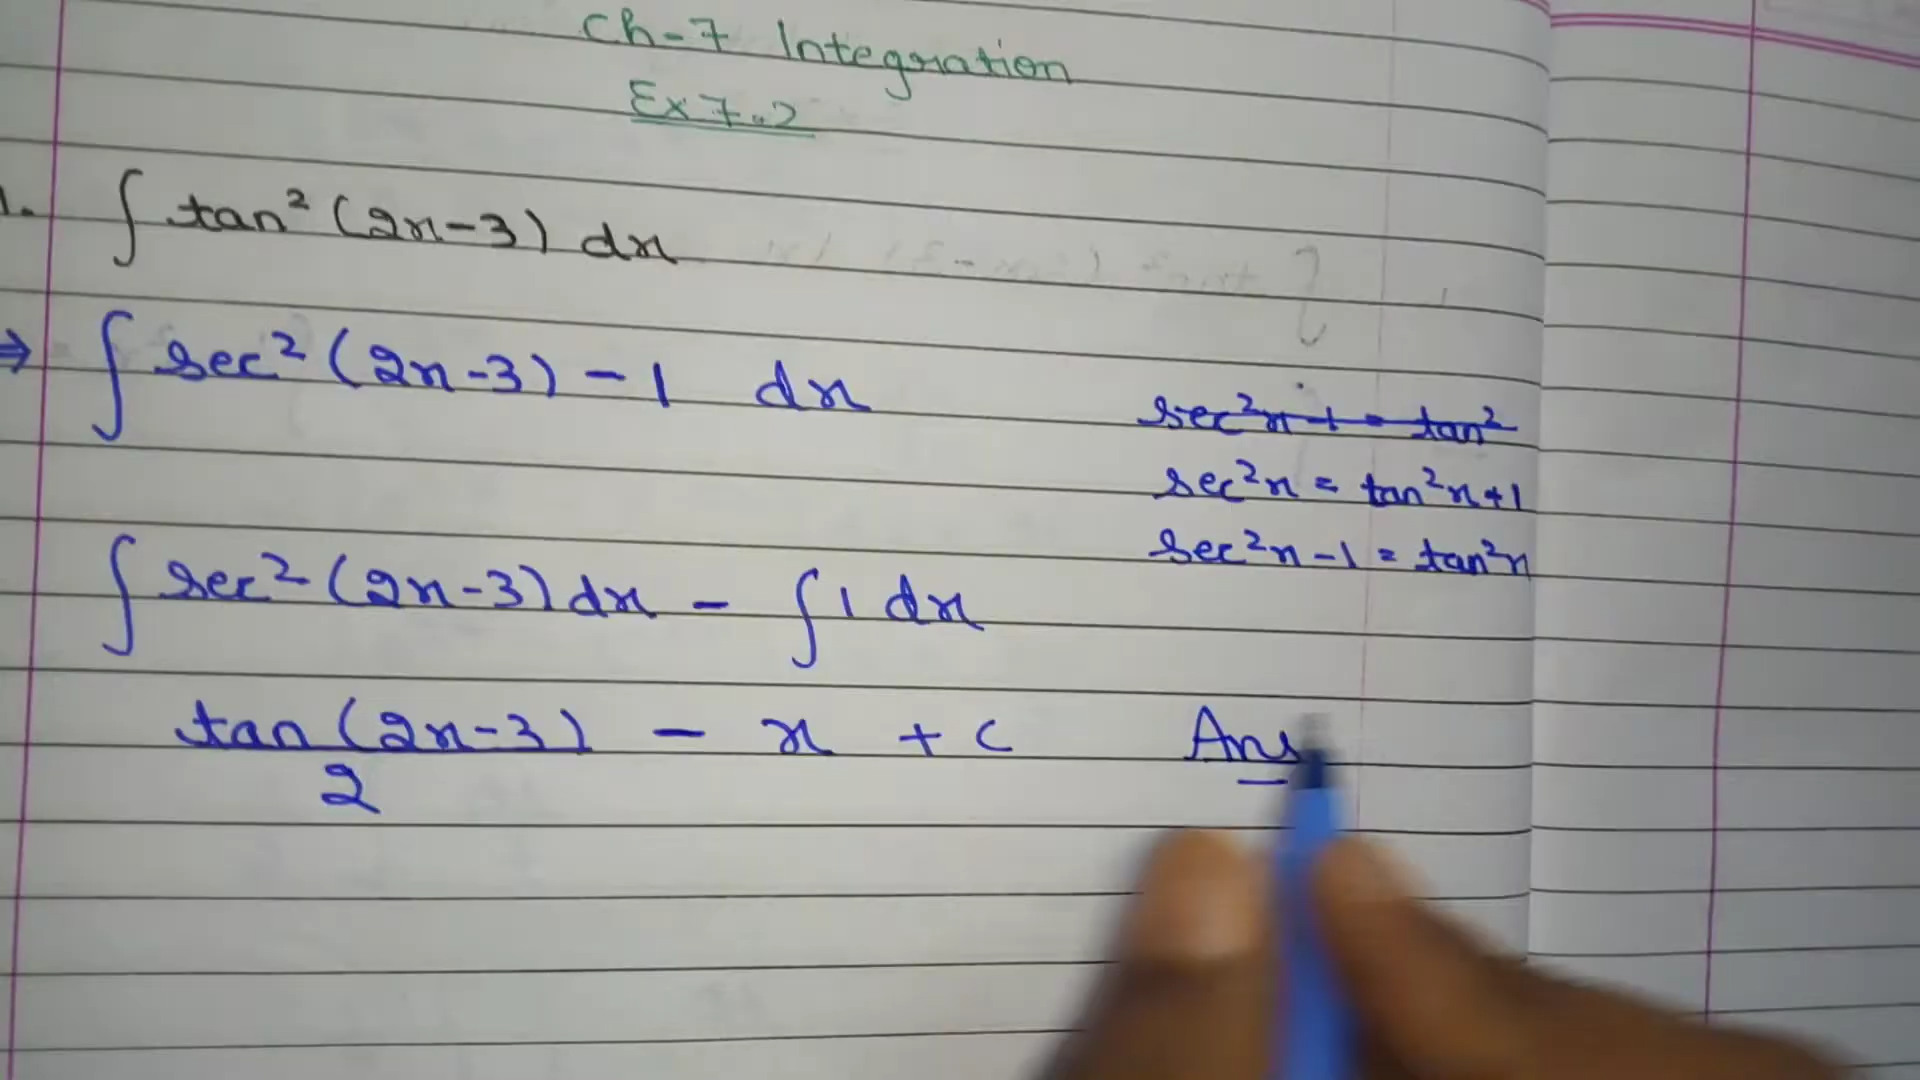 Ch-7 Integration
Ex 7.2
1. ∫ tan² (2x-3) dx
⇒ ∫ sec² (2x-3) - 1 dx
sec²x-1 = tan²
sec²x = tan²x+1
sec²x-1 = tan²x
∫ sec² (2x-3) dx - ∫ 1 dx
tan (2x-3) / 2 - x + c Ans